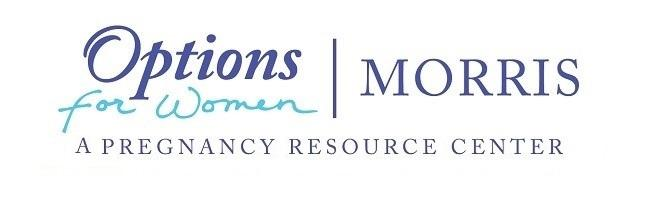 Options
for Women
MORRIS
A PREGNANCY RESOURCE CENTER